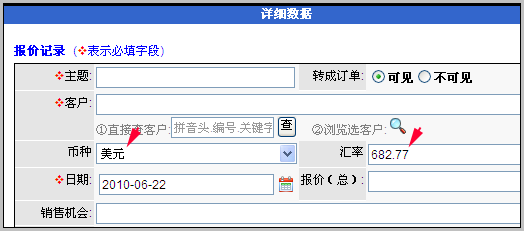 详细数据
报价记录 (❖表示必填字段)
❖主题: 转成订单: 可见 不可见
❖客户:
①直接查客户:拼音头.编号.关键字 查 ②浏览选客户:
币种 美元 汇率 682.77
❖日期: 2010-06-22 报价(总):
销售机会: